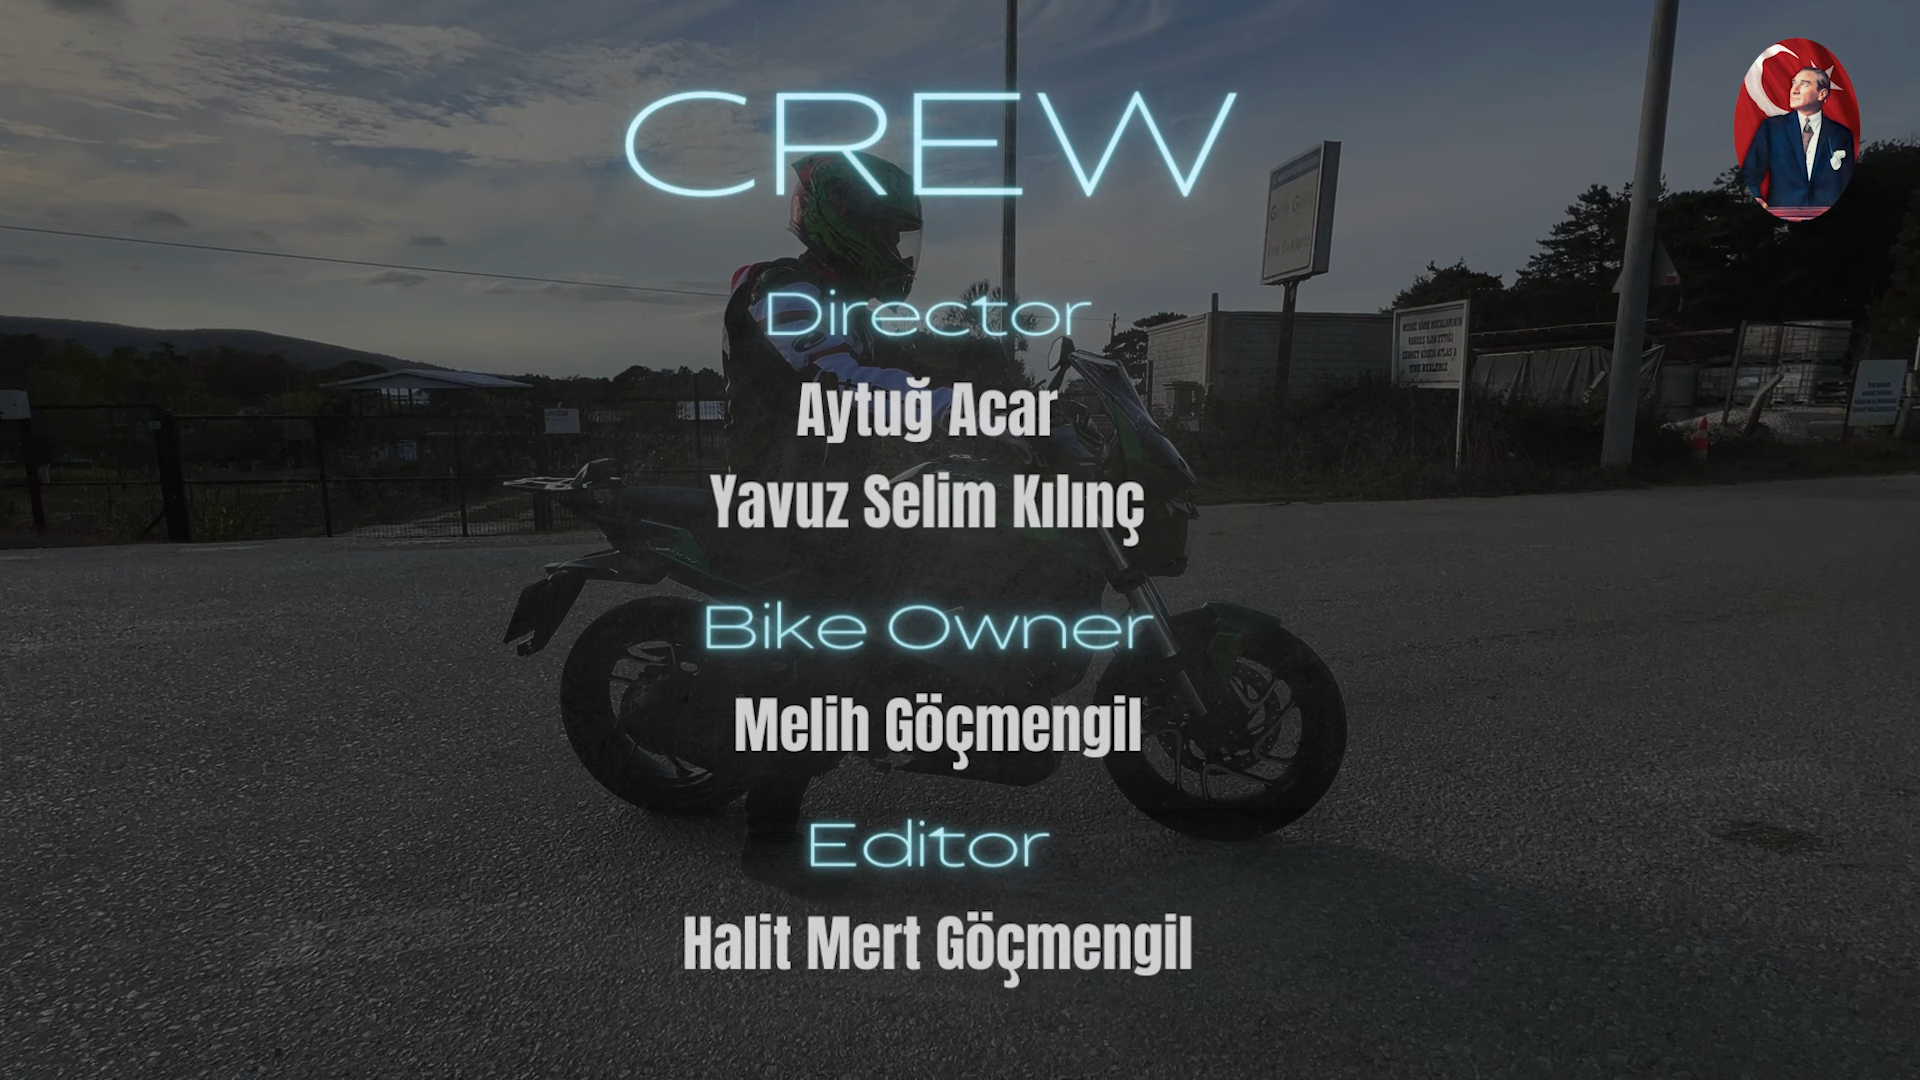 CREW
Director
Aytuğ Acar
Yavuz Selim Kılınç
Bike Owner
Melih Göçmengil
Editor
Halit Mert Göçmengil